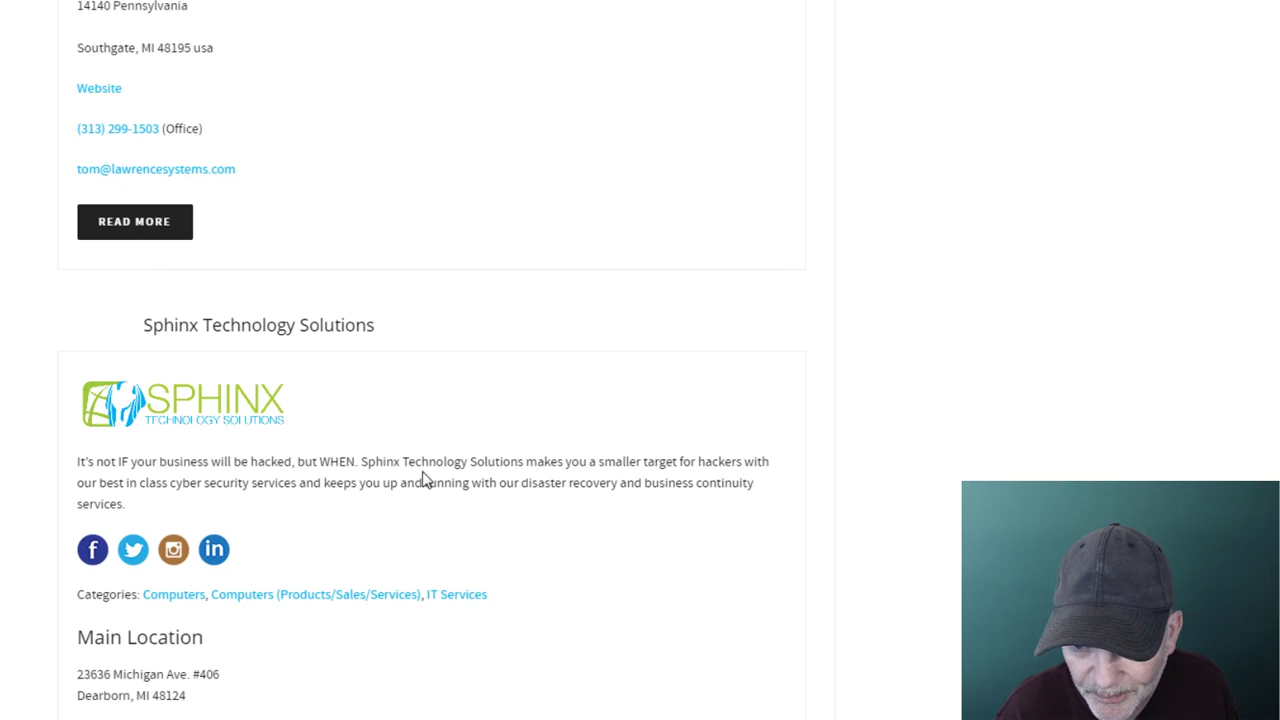 14140 Pennsylvania
Southgate, MI 48195 usa
Website
(313) 299-1503 (Office)
tom@lawrencesystems.com
READ MORE
Sphinx Technology Solutions
SPHINX
TECHNOLOGY SOLUTIONS
It's not IF your business will be hacked, but WHEN. Sphinx Technology Solutions makes you a smaller target for hackers with
our best in class cyber security services and keeps you up and running with our disaster recovery and business continuity
services.
f
in
Categories: Computers, Computers (Products/Sales/Services), IT Services
Main Location
23636 Michigan Ave. #406
Dearborn, MI 48124